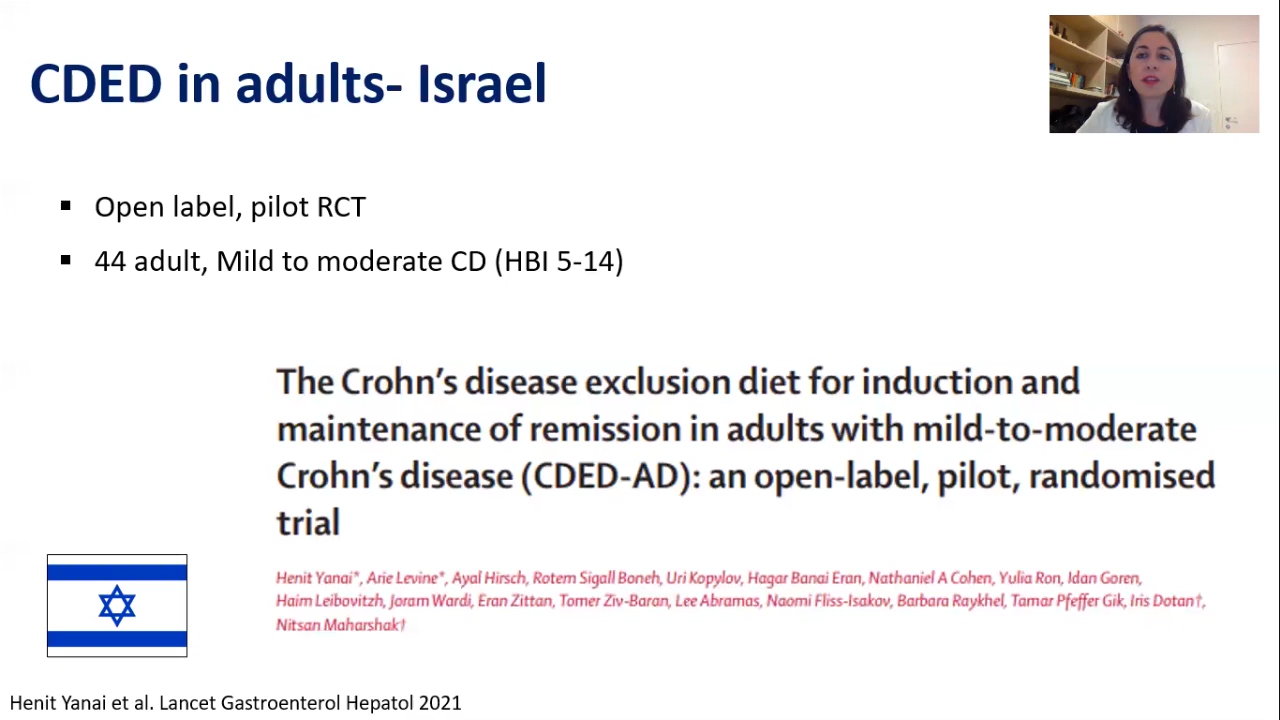 CDED in adults- Israel
▪ Open label, pilot RCT
▪ 44 adult, Mild to moderate CD (HBI 5-14)
The Crohn's disease exclusion diet for induction and
maintenance of remission in adults with mild-to-moderate
Crohn's disease (CDED-AD): an open-label, pilot, randomised
trial
Henit Yanai*, Arie Levine*, Ayal Hirsch, Rotem Sigall Boneh, Uri Kopylov, Hagar Banai Eran, Nathaniel A Cohen, Yulia Ron, Idan Goren,
Haim Leibovitzh, Joram Wardi, Eran Zittan, Tomer Ziv-Baran, Lee Abramas, Naomi Fliss-Isakov, Barbara Raykhel, Tamar Pfeffer Gik, Iris Dotan†,
Nitsan Maharshak†
Henit Yanai et al. Lancet Gastroenterol Hepatol 2021